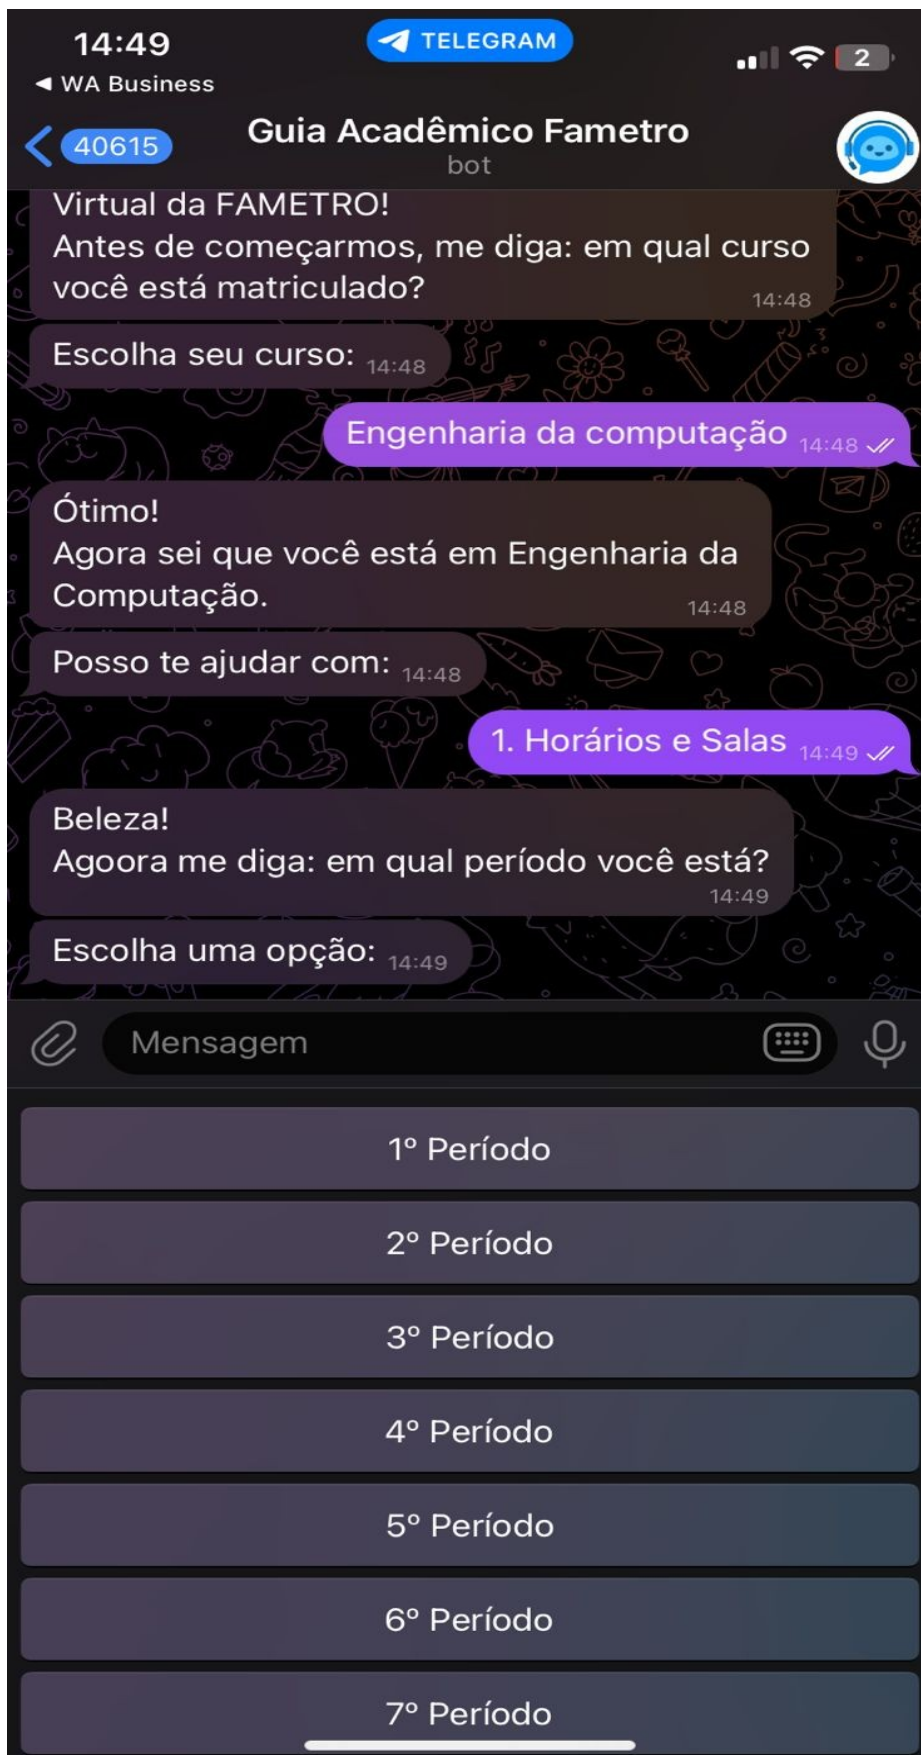 14:49
TELEGRAM
2
◀ WA Business
40615
Guia Acadêmico Fametro
bot
Virtual da FAMETRO!
Antes de começarmos, me diga: em qual curso
você está matriculado?
14:48
Escolha seu curso: 14:48
Engenharia da computação 14:48
Ótimo!
Agora sei que você está em Engenharia da
Computação.
14:48
Posso te ajudar com: 14:48
1. Horários e Salas 14:49
Beleza!
Agoora me diga: em qual período você está?
14:49
Escolha uma opção: 14:49
Mensagem
1º Período
2º Período
3º Período
4º Período
5º Período
6º Período
7º Período